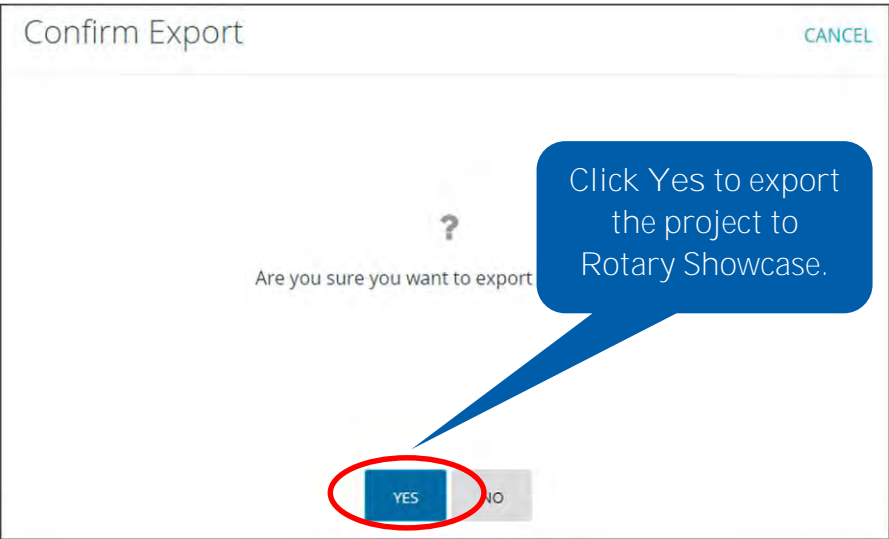 Confirm Export
CANCEL
Click Yes to export
the project to
Rotary Showcase.
?
Are you sure you want to export
YES
NO